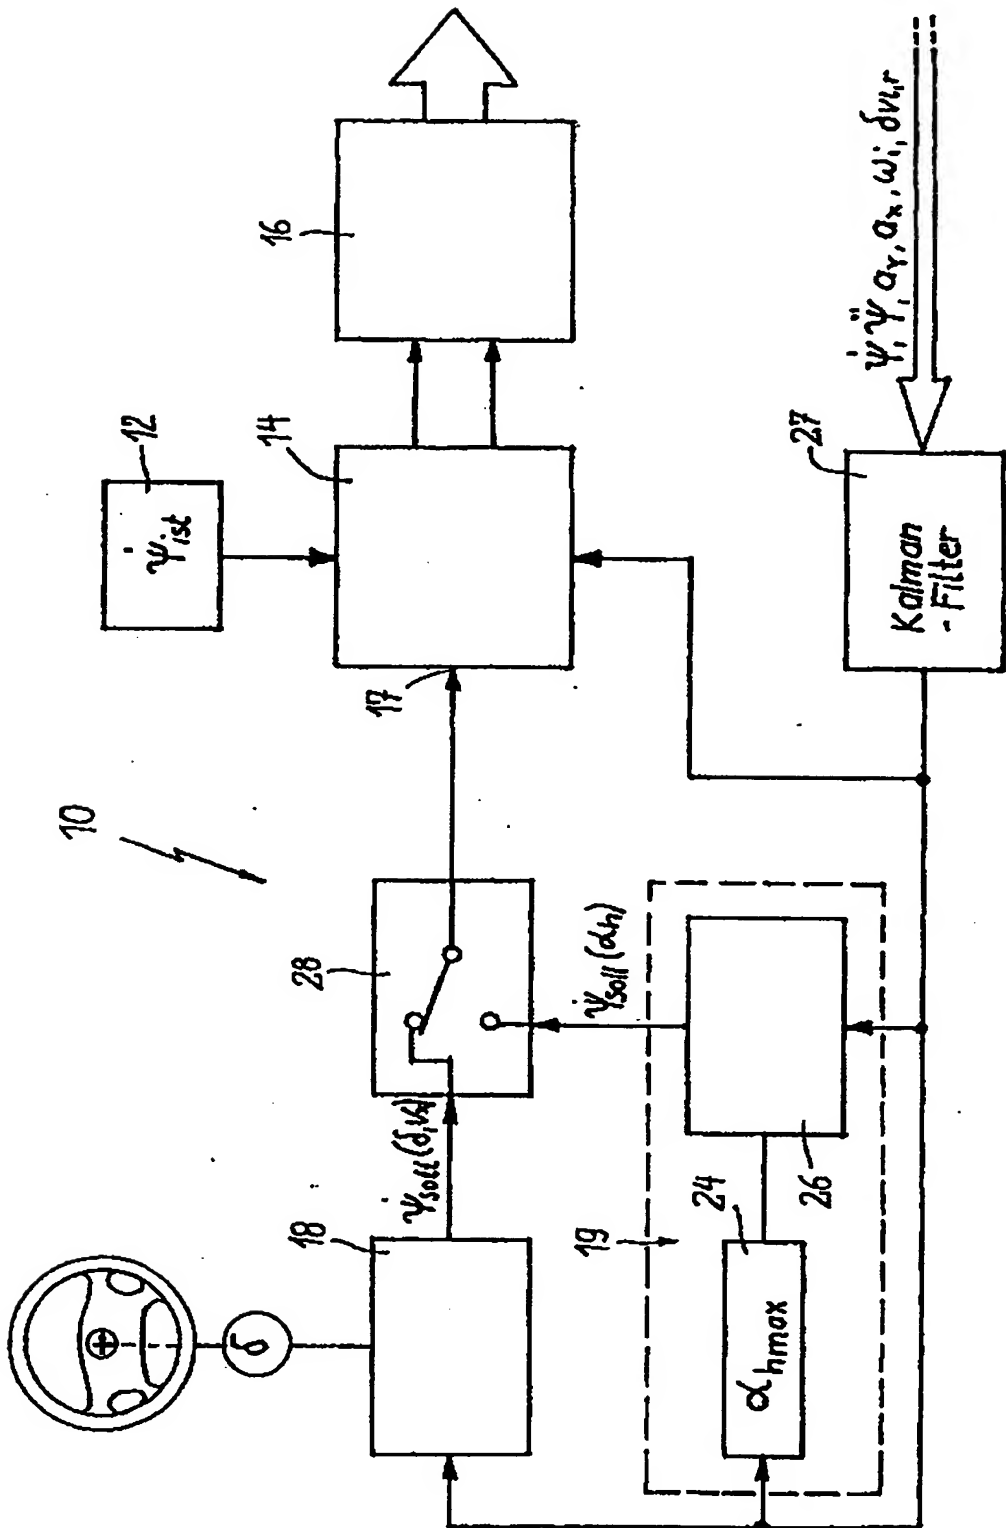 10
12
ψ̇ist
14
16
17
18
δ
ψ̇soll (δ, Vx)
28
ψ̇soll (αh)
19
24
αhmax
26
27
Kalman
-Filter
ψ̇, ψ̈, aY, ax, ωi, δVl,r